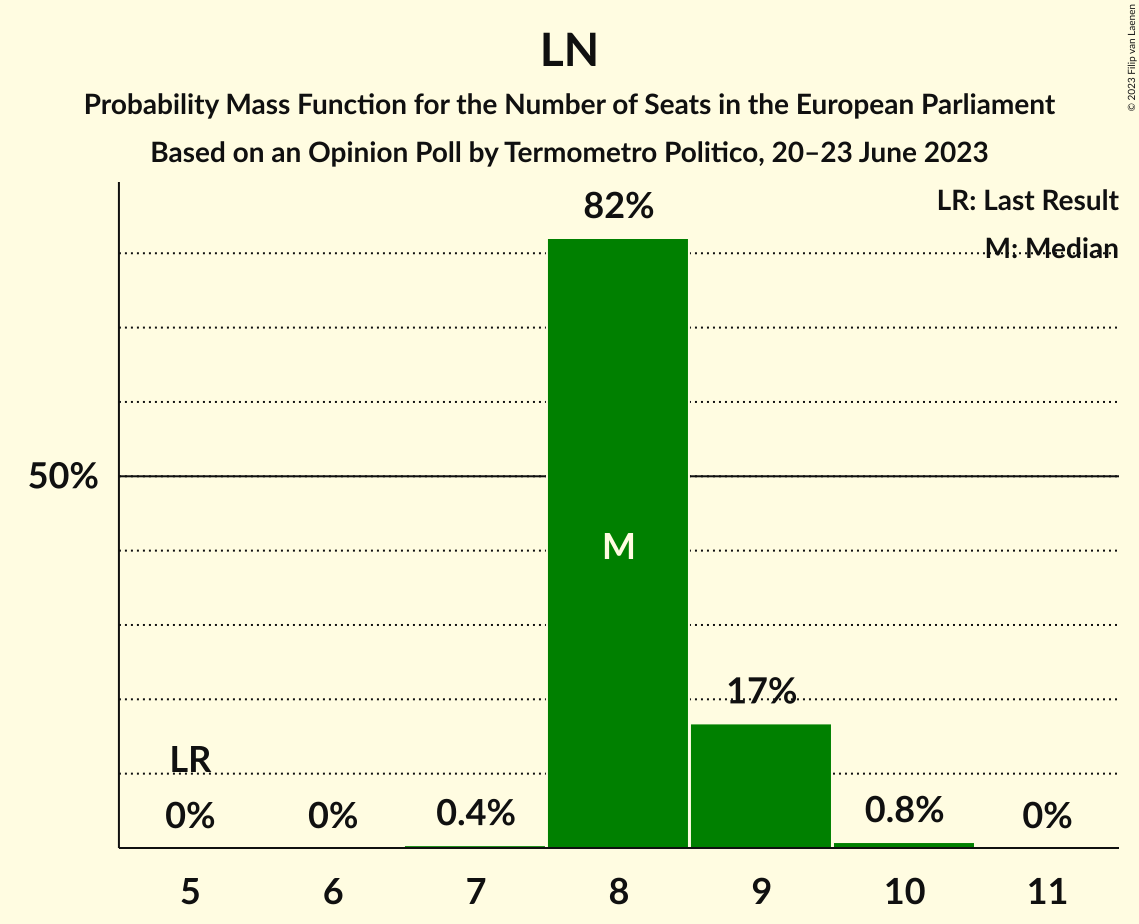 LN
Probability Mass Function for the Number of Seats in the European Parliament
Based on an Opinion Poll by Termometro Politico, 20–23 June 2023
© 2023 Filip van Laenen
LR: Last Result
M: Median
82%
50%
M
17%
LR
0%
0%
0.4%
0.8%
0%
5 6 7 8 9 10 11